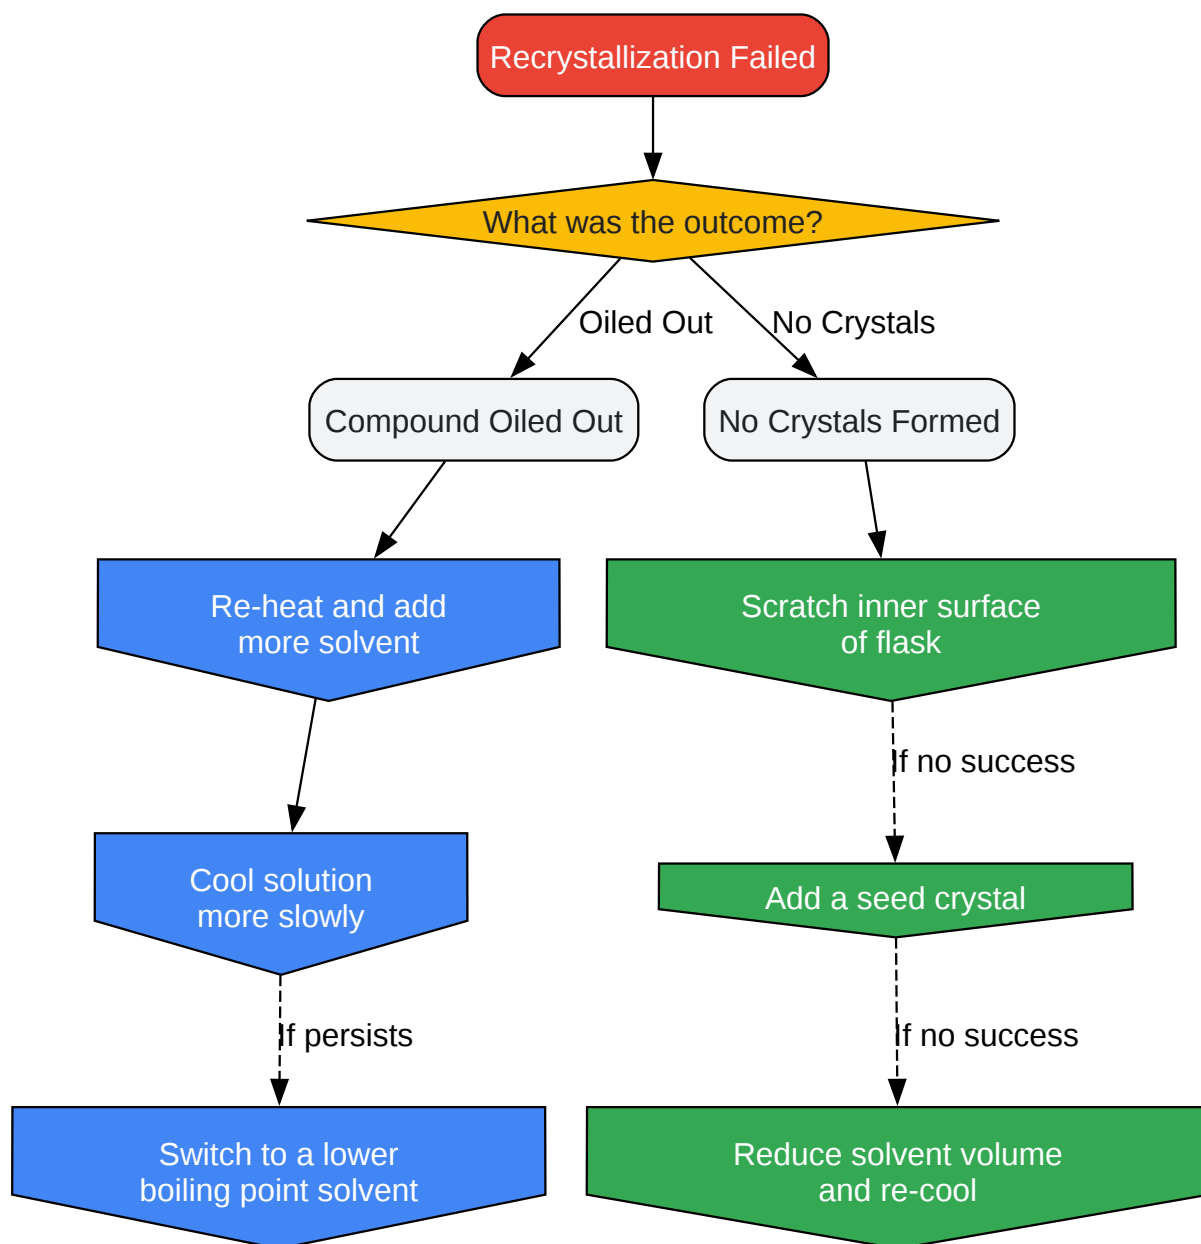 Recrystallization Failed
What was the outcome?
Oiled Out
No Crystals
Compound Oiled Out
No Crystals Formed
Re-heat and add
more solvent
Scratch inner surface
of flask
If no success
Cool solution
more slowly
Add a seed crystal
If persists
If no success
Switch to a lower
boiling point solvent
Reduce solvent volume
and re-cool